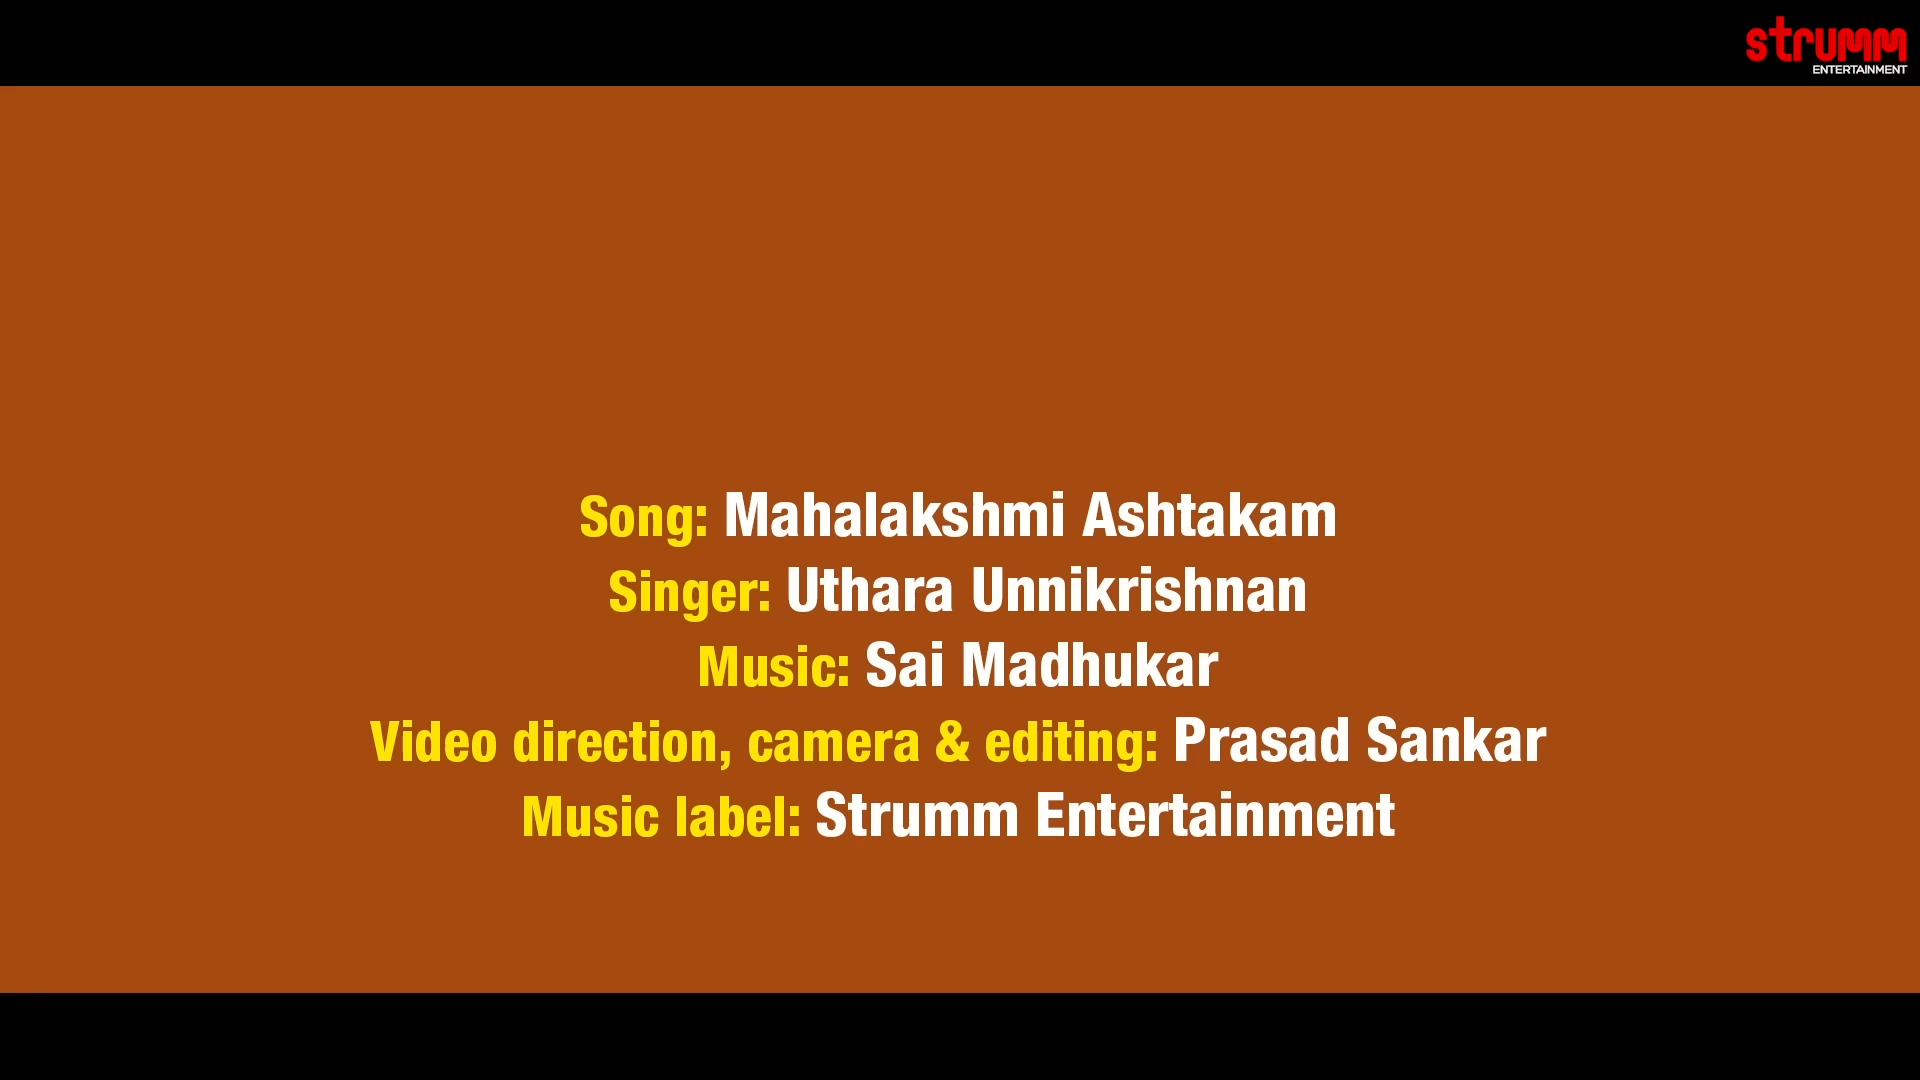 strumm
ENTERTAINMENT
Song: Mahalakshmi Ashtakam
Singer: Uthara Unnikrishnan
Music: Sai Madhukar
Video direction, camera & editing: Prasad Sankar
Music label: Strumm Entertainment